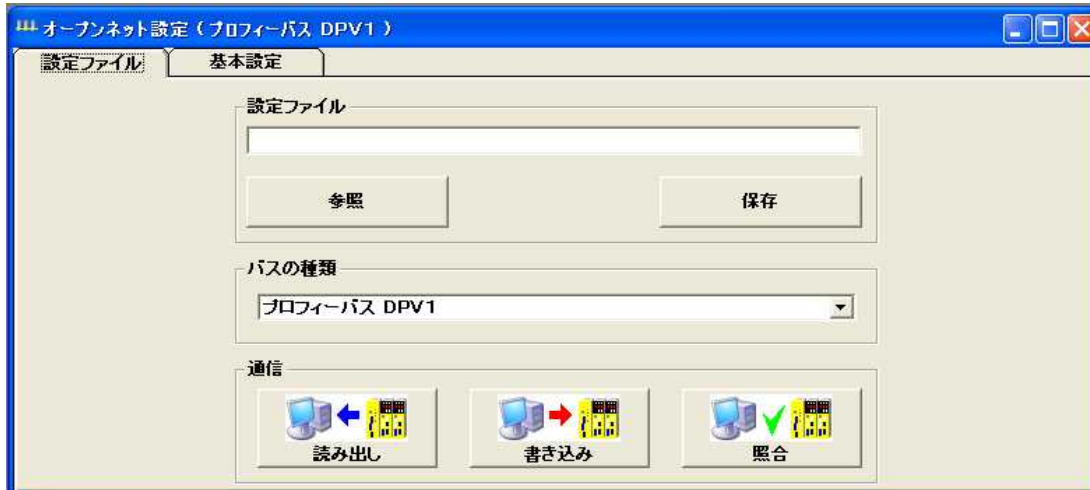 オープンネット設定（プロフィーバス DPV1）
設定ファイル 基本設定
設定ファイル
参照 保存
バスの種類
プロフィーバス DPV1
通信
読み出し 書き込み 照合